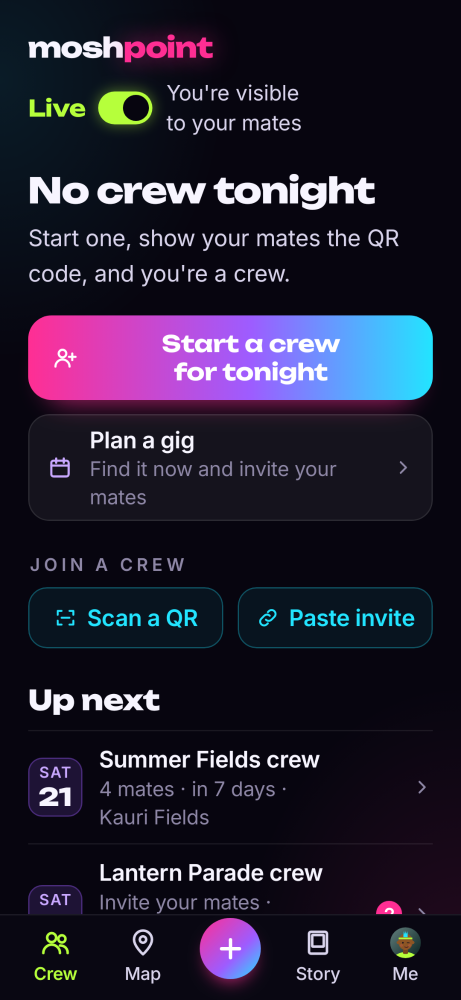 moshpoint
Live
You're visible
to your mates
No crew tonight
Start one, show your mates the QR
code, and you're a crew.
Start a crew
for tonight
Plan a gig
Find it now and invite your
mates
JOIN A CREW
Scan a QR
Paste invite
Up next
SAT
21
Summer Fields crew
4 mates · in 7 days ·
Kauri Fields
SAT
Lantern Parade crew
Invite your mates ·
Crew
Map
Story
Me